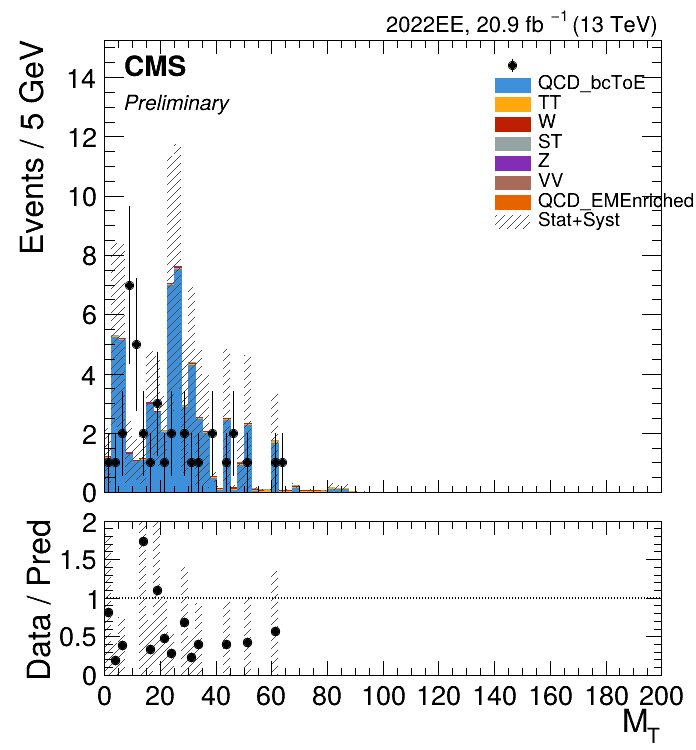 2022EE, 20.9 fb⁻¹ (13 TeV)
Events / 5 GeV
CMS
Preliminary
QCD_bcToE
TT
W
ST
Z
VV
QCD_EMEnriched
Stat+Syst
14
12
10
8
6
4
2
0
Data / Pred
2
1.5
1
0.5
0
0 20 40 60 80 100 120 140 160 180 200
M_T